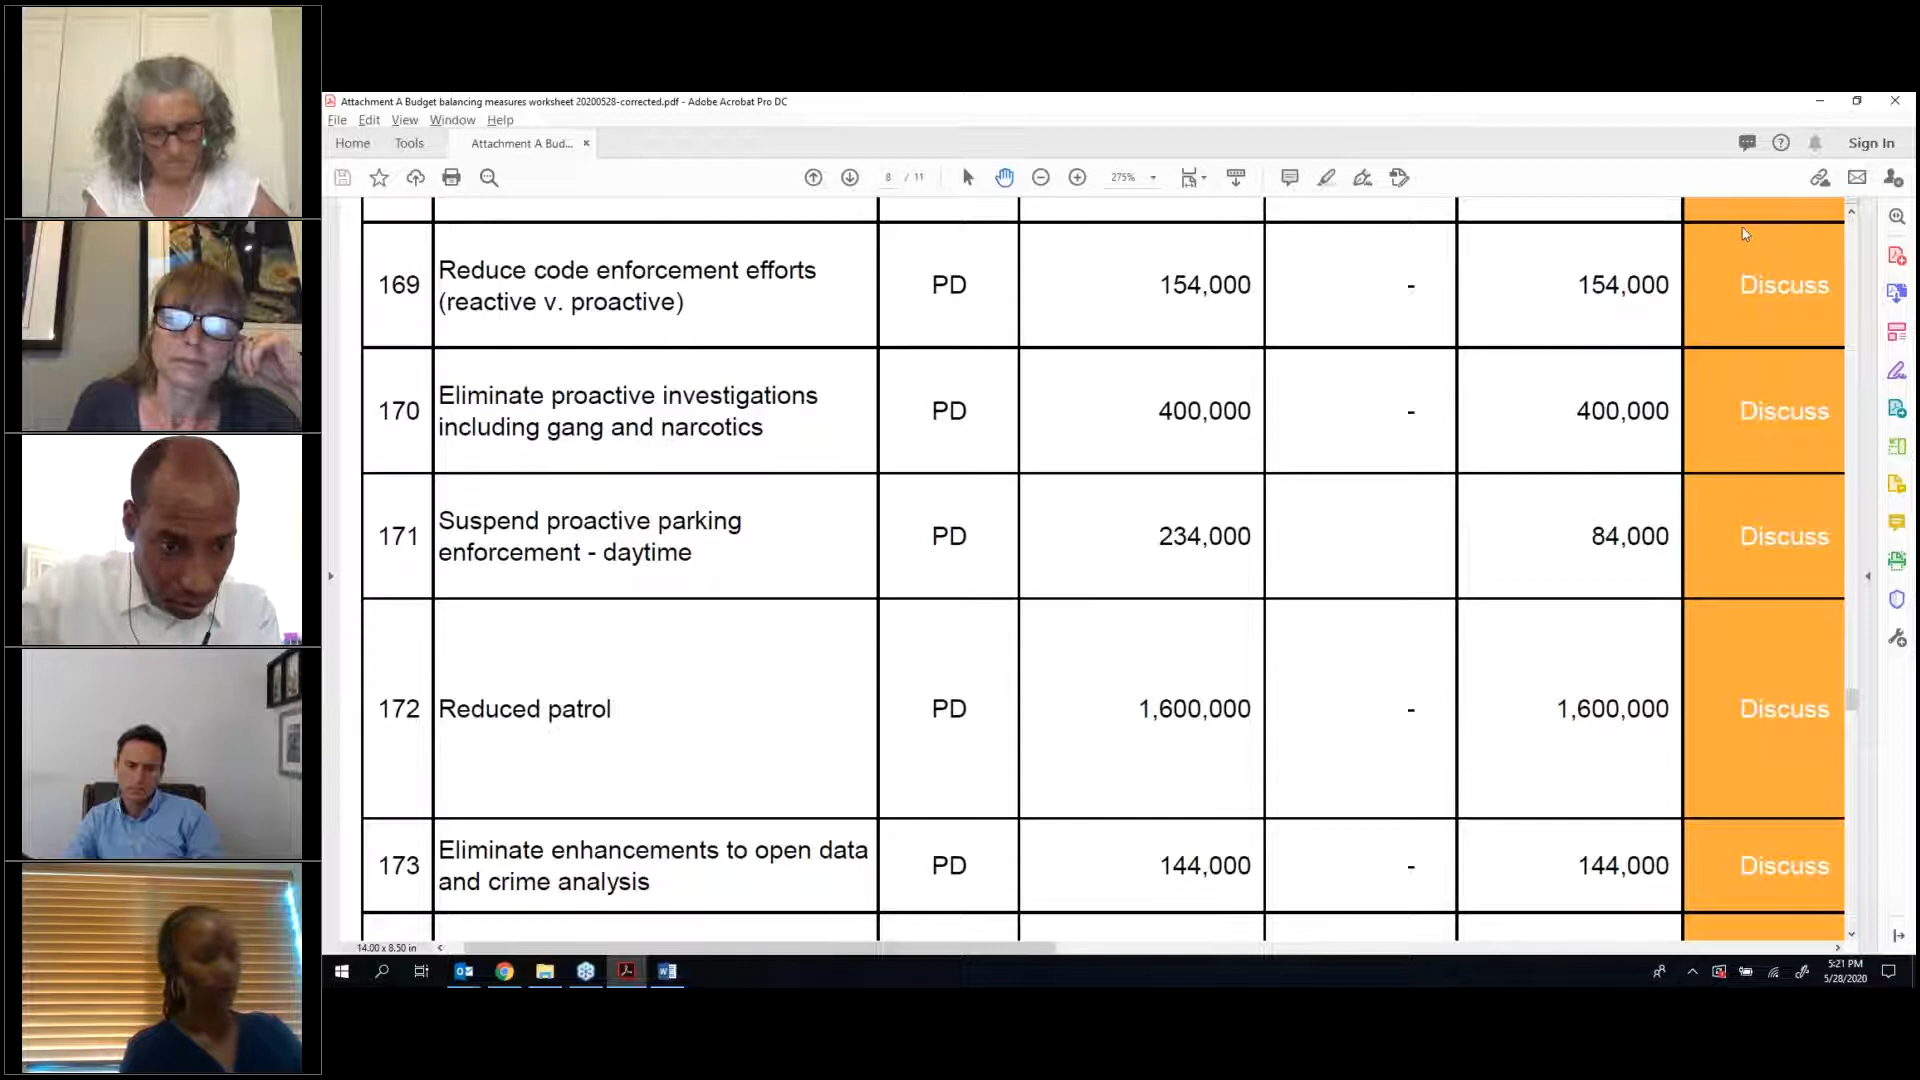 Attachment A Budget balancing measures worksheet 20200528-corrected.pdf - Adobe Acrobat Pro DC
File Edit View Window Help
Home Tools Attachment A Bud... × Sign In
8 / 11 275%
169 Reduce code enforcement efforts (reactive v. proactive) PD 154,000 - 154,000 Discuss
170 Eliminate proactive investigations including gang and narcotics PD 400,000 - 400,000 Discuss
171 Suspend proactive parking enforcement - daytime PD 234,000 84,000 Discuss
172 Reduced patrol PD 1,600,000 - 1,600,000 Discuss
173 Eliminate enhancements to open data and crime analysis PD 144,000 - 144,000 Discuss
14.00 x 8.50 in
5:21 PM
5/28/2020